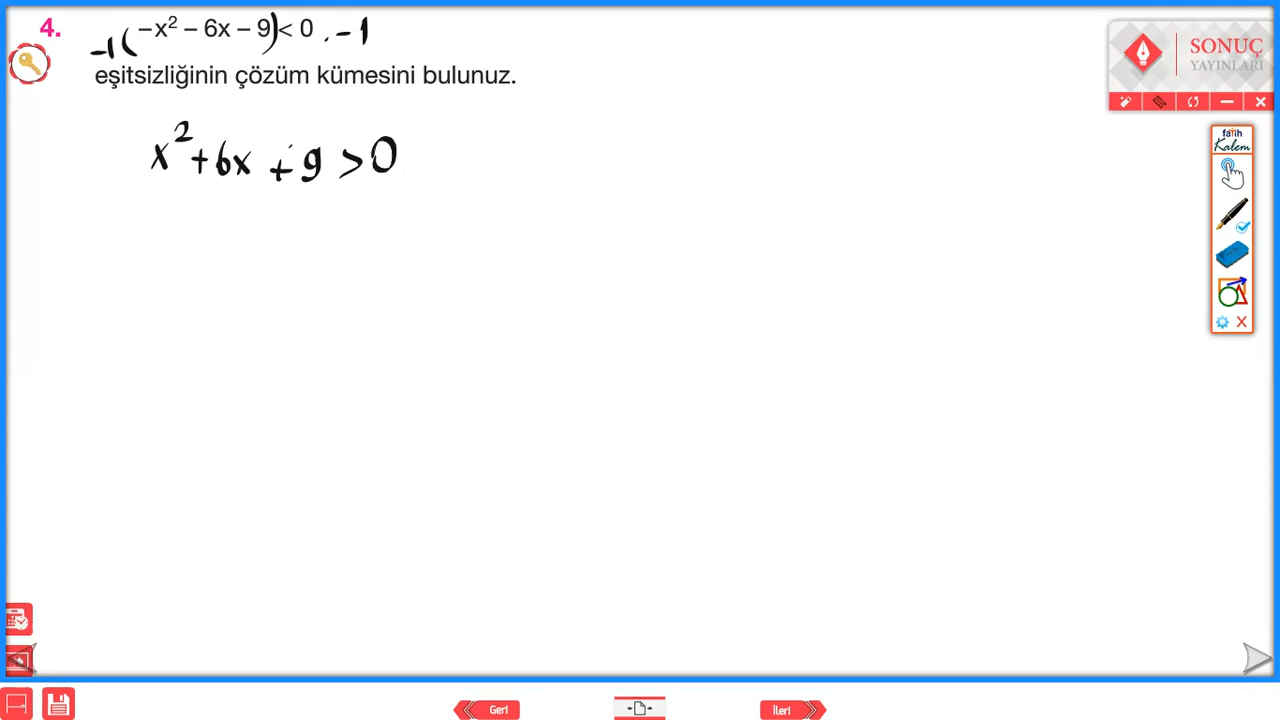 4.
-1(−x² − 6x − 9) < 0 . -1
eşitsizliğinin çözüm kümesini bulunuz.
x² + 6x + 9 > 0
SONUÇ
YAYINLARI
fatih
Kalem
Geri
İleri